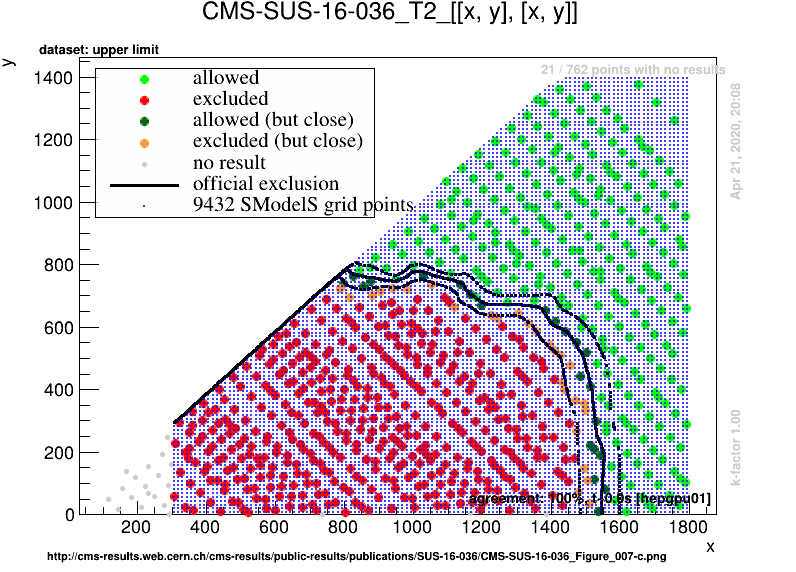 CMS-SUS-16-036_T2_[[x, y], [x, y]]
y
dataset: upper limit
21 / 762 points with no results
allowed
excluded
allowed (but close)
excluded (but close)
no result
official exclusion
9432 SModelS grid points
Apr 21, 2020, 20:08
k-factor 1.00
1400
1200
1000
800
600
400
200
0
agreement: 100%, t~0.9s [hepgpu01]
200 400 600 800 1000 1200 1400 1600 1800
x
http://cms-results.web.cern.ch/cms-results/public-results/publications/SUS-16-036/CMS-SUS-16-036_Figure_007-c.png